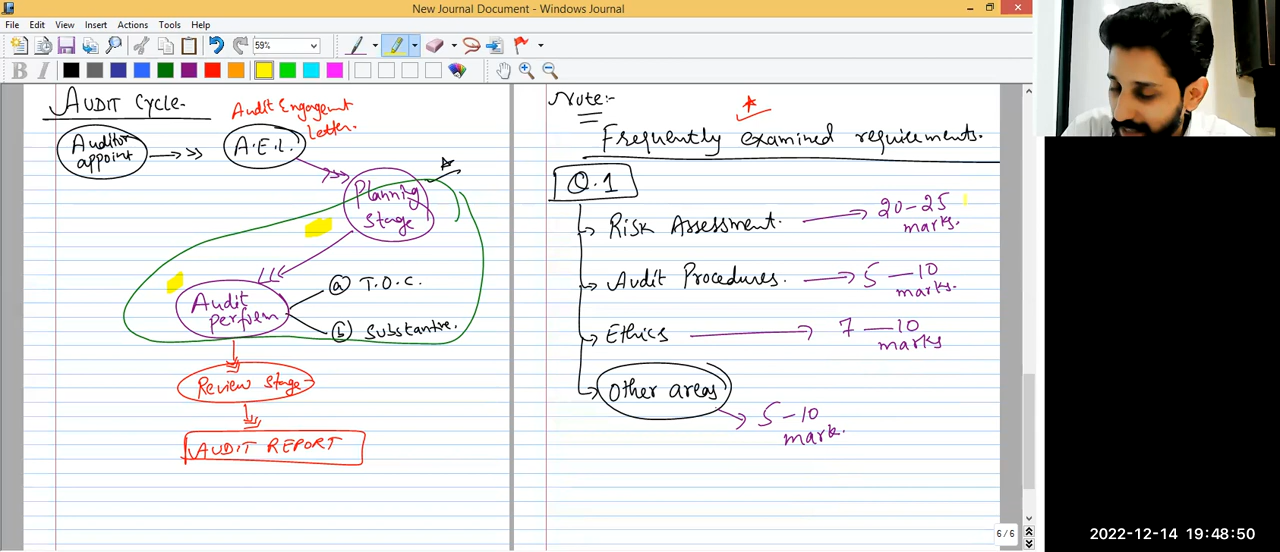 New Journal Document - Windows Journal
File Edit View Insert Actions Tools Help
59%
B I
AUDIT Cycle-
Audit Engagement
Letter.
Auditor
appoint
A.E.L.
Planning
Stage
Audit
perform
(a) T.O.C.
(b) Substantive.
Review Stage
AUDIT REPORT
Note:-
Frequently examined requirements.
Q.1
Risk Assessment. 20-25
marks.
Audit Procedures. 5-10
marks.
Ethics 7-10
marks
Other areas
5-10
mark.
6/6
2022-12-14 19:48:50